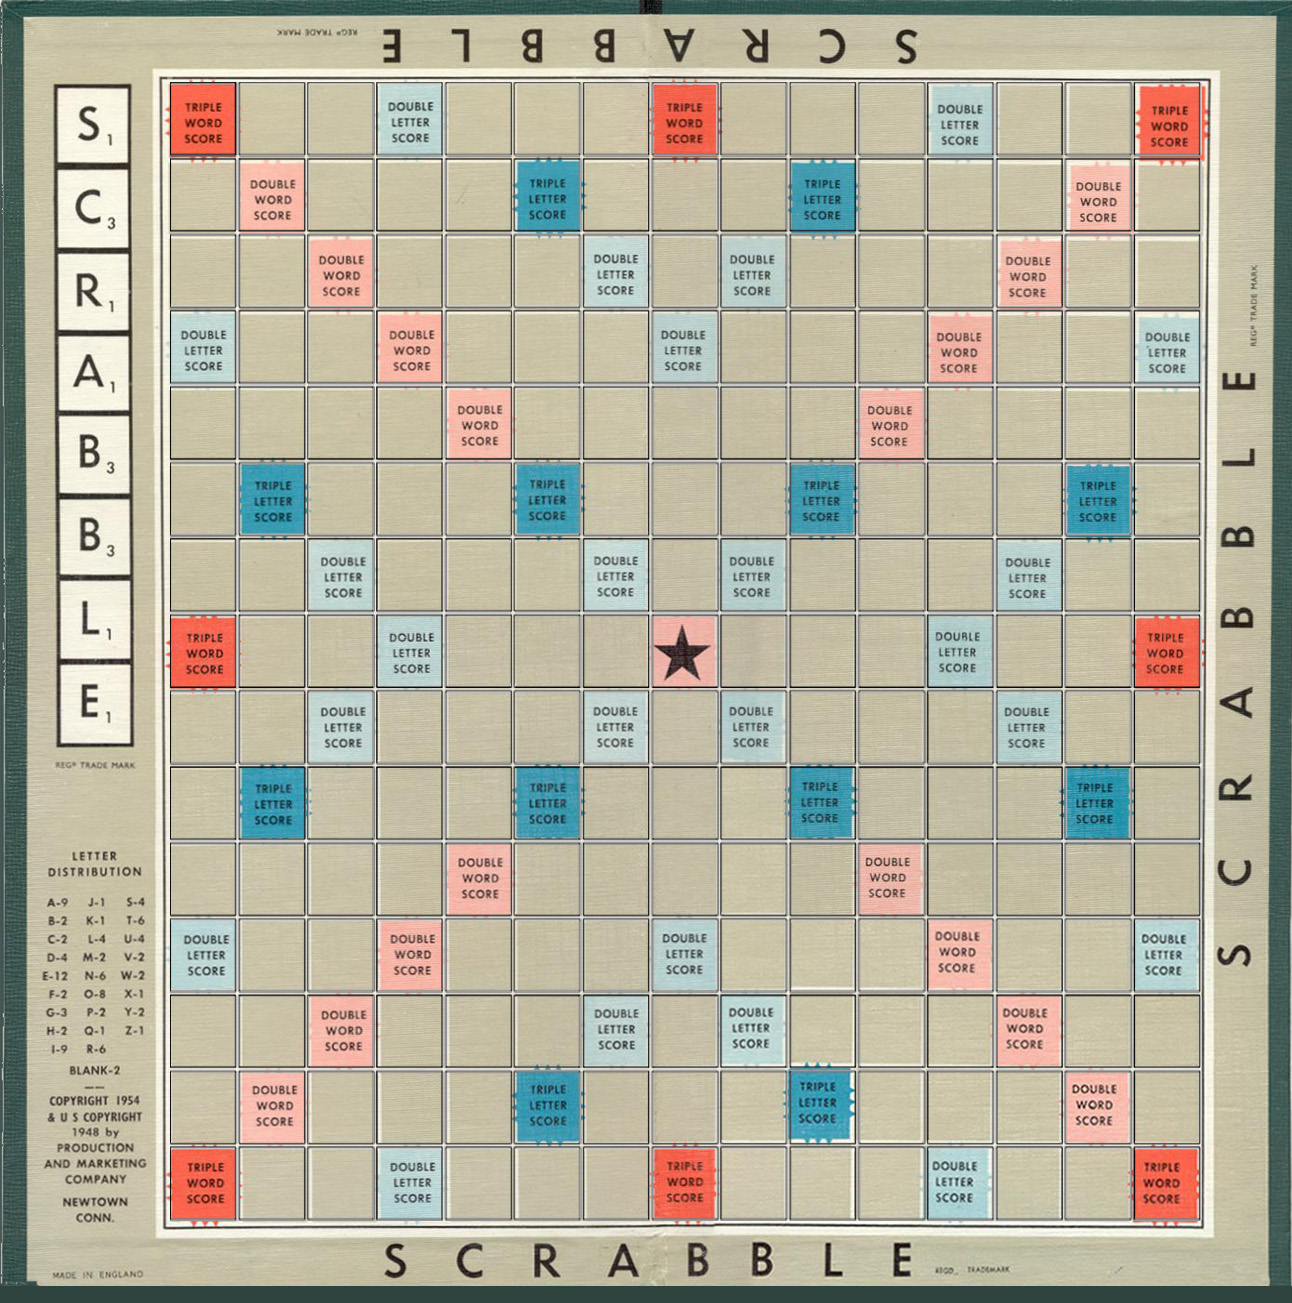 SCRABBLE
REGD TRADE MARK
S1
C3
R1
A1
B3
B3
L1
E1
REGD TRADE MARK
LETTER
DISTRIBUTION
A-9 J-1 S-4
B-2 K-1 T-6
C-2 L-4 U-4
D-4 M-2 V-2
E-12 N-6 W-2
F-2 O-8 X-1
G-3 P-2 Y-2
H-2 Q-1 Z-1
I-9 R-6
BLANK-2
COPYRIGHT 1954
& U S COPYRIGHT
1948 by
PRODUCTION
AND MARKETING
COMPANY
NEWTOWN
CONN.
MADE IN ENGLAND
TRIPLE DOUBLE TRIPLE DOUBLE TRIPLE
WORD LETTER WORD LETTER WORD
SCORE SCORE SCORE SCORE SCORE
DOUBLE TRIPLE TRIPLE DOUBLE
WORD LETTER LETTER WORD
SCORE SCORE SCORE SCORE
DOUBLE DOUBLE DOUBLE DOUBLE
WORD LETTER LETTER WORD
SCORE SCORE SCORE SCORE
DOUBLE DOUBLE DOUBLE DOUBLE DOUBLE
LETTER WORD LETTER WORD LETTER
SCORE SCORE SCORE SCORE SCORE
DOUBLE DOUBLE
WORD WORD
SCORE SCORE
TRIPLE TRIPLE TRIPLE TRIPLE
LETTER LETTER LETTER LETTER
SCORE SCORE SCORE SCORE
DOUBLE DOUBLE DOUBLE DOUBLE
LETTER LETTER LETTER LETTER
SCORE SCORE SCORE SCORE
TRIPLE DOUBLE DOUBLE TRIPLE
WORD LETTER LETTER WORD
SCORE SCORE SCORE SCORE
DOUBLE DOUBLE DOUBLE DOUBLE
LETTER LETTER LETTER LETTER
SCORE SCORE SCORE SCORE
TRIPLE TRIPLE TRIPLE TRIPLE
LETTER LETTER LETTER LETTER
SCORE SCORE SCORE SCORE
DOUBLE DOUBLE
WORD WORD
SCORE SCORE
DOUBLE DOUBLE DOUBLE DOUBLE DOUBLE
LETTER WORD LETTER WORD LETTER
SCORE SCORE SCORE SCORE SCORE
DOUBLE DOUBLE DOUBLE DOUBLE
WORD LETTER LETTER WORD
SCORE SCORE SCORE SCORE
DOUBLE TRIPLE TRIPLE DOUBLE
WORD LETTER LETTER WORD
SCORE SCORE SCORE SCORE
TRIPLE DOUBLE TRIPLE DOUBLE TRIPLE
WORD LETTER WORD LETTER WORD
SCORE SCORE SCORE SCORE SCORE
SCRABBLE
REGD TRADE MARK
SCRABBLE
REGD. TRADEMARK